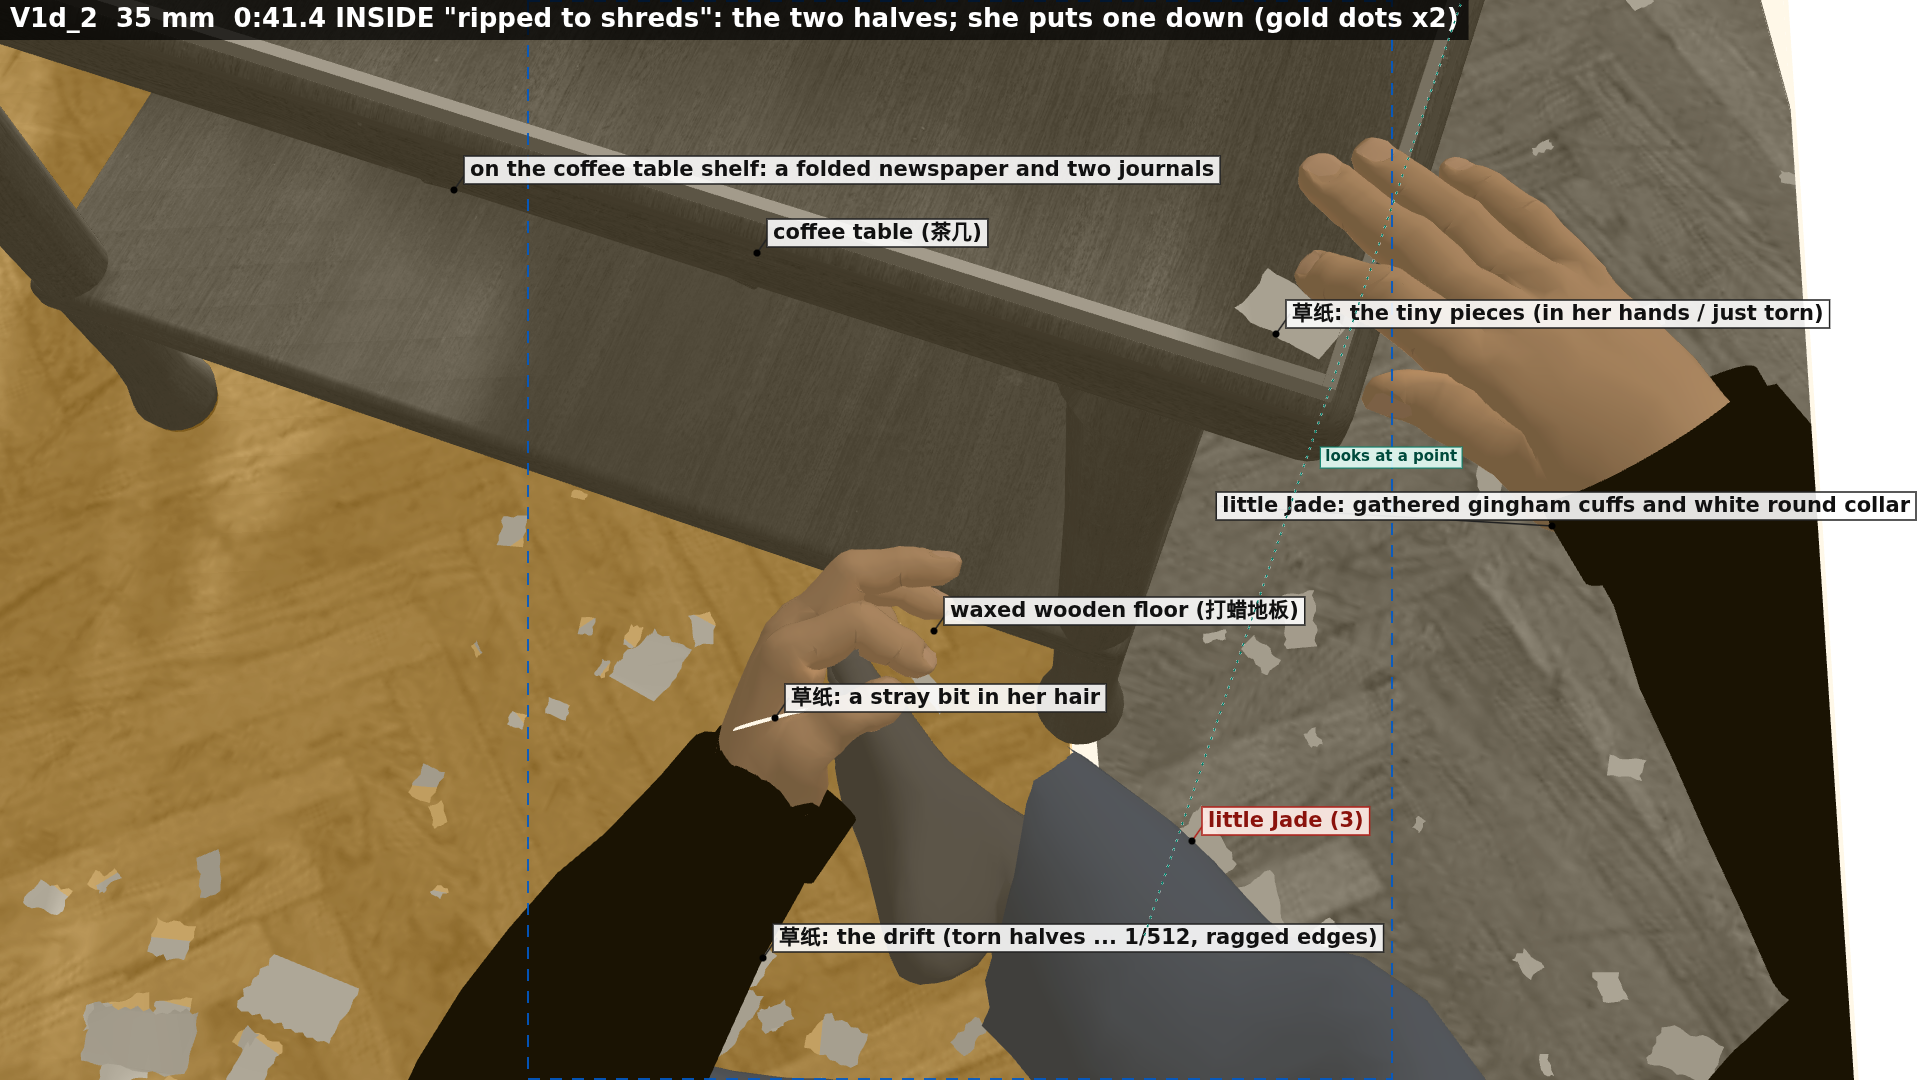 V1d_2  35 mm  0:41.4 INSIDE "ripped to shreds": the two halves; she puts one down (gold dots x2)
on the coffee table shelf: a folded newspaper and two journals
coffee table (茶几)
草纸: the tiny pieces (in her hands / just torn)
looks at a point
little Jade: gathered gingham cuffs and white round collar
waxed wooden floor (打蜡地板)
草纸: a stray bit in her hair
little Jade (3)
草纸: the drift (torn halves ... 1/512, ragged edges)